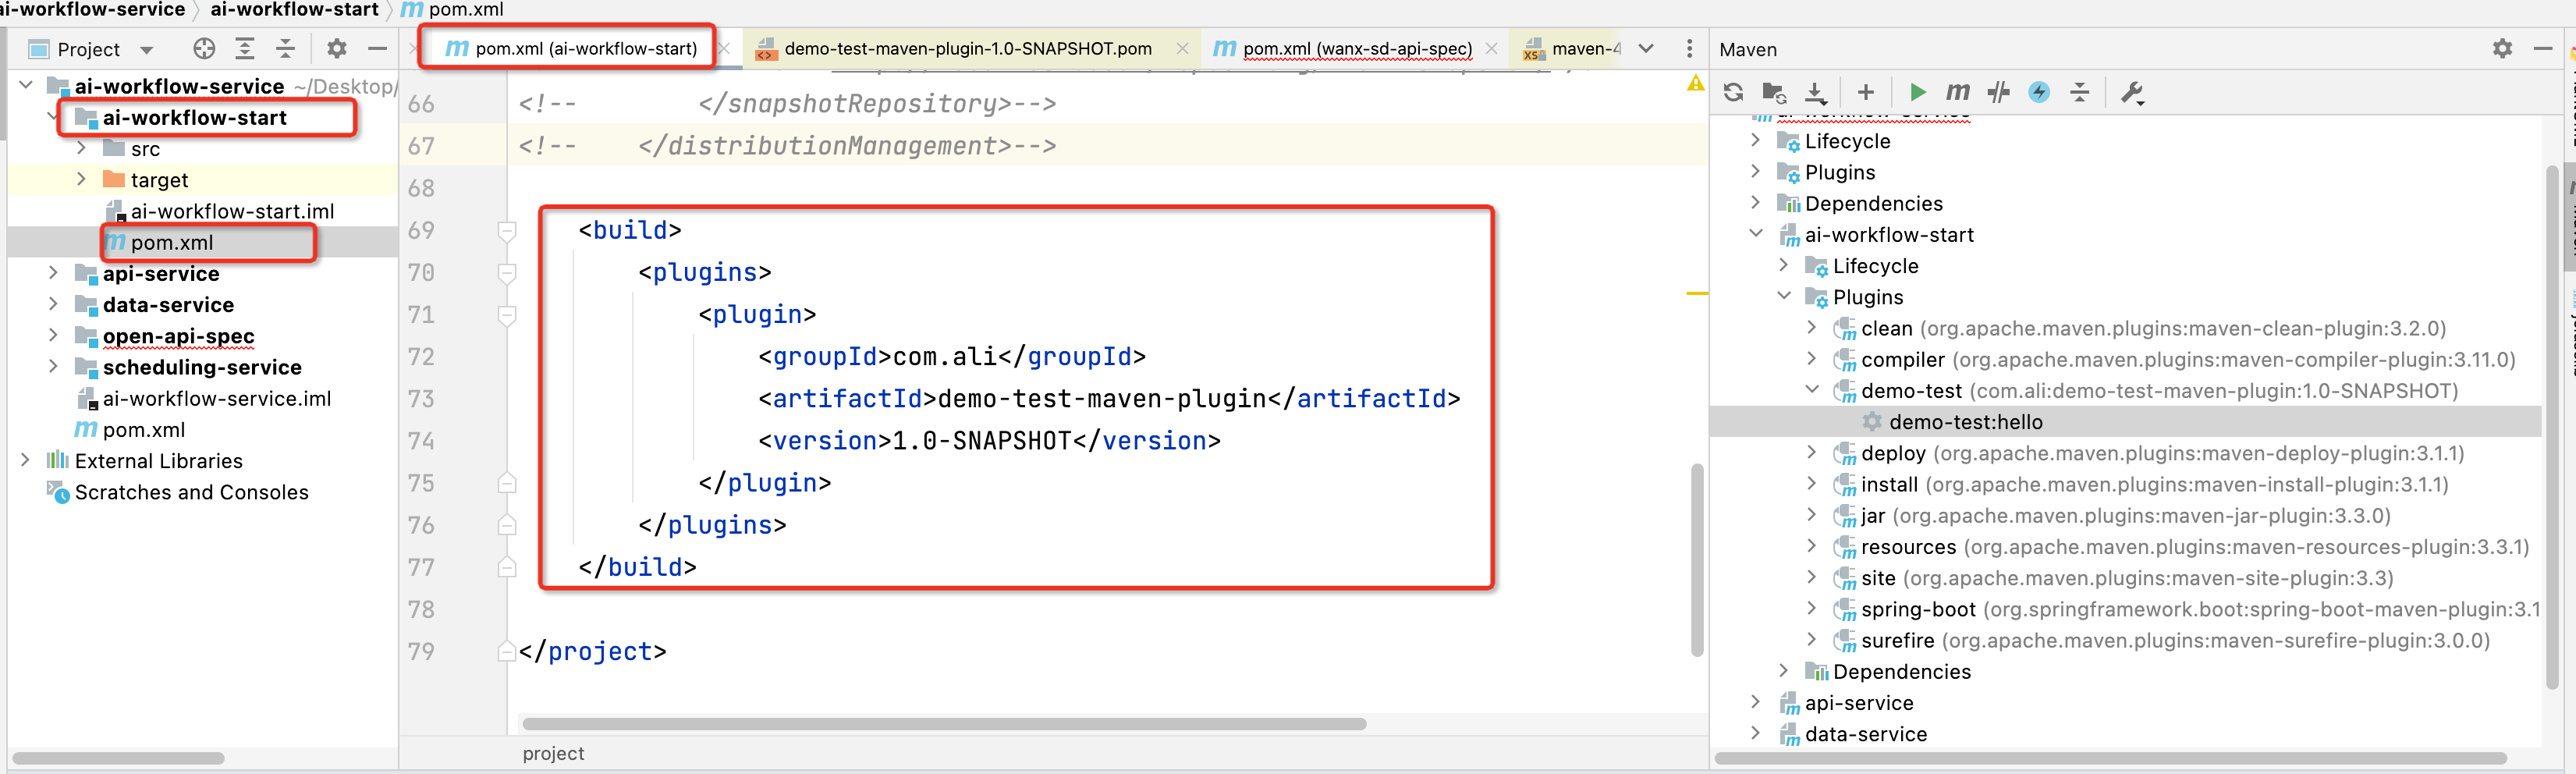 ai-workflow-service 〉 ai-workflow-start 〉 pom.xml
Project
ai-workflow-service ~/Desktop/
ai-workflow-start
src
target
ai-workflow-start.iml
pom.xml
api-service
data-service
open-api-spec
scheduling-service
ai-workflow-service.iml
pom.xml
External Libraries
Scratches and Consoles
pom.xml (ai-workflow-start)
demo-test-maven-plugin-1.0-SNAPSHOT.pom
pom.xml (wanx-sd-api-spec)
maven-4
66 <!-- </snapshotRepository>-->
67 <!-- </distributionManagement>-->
68
69 <build>
70 <plugins>
71 <plugin>
72 <groupId>com.ali</groupId>
73 <artifactId>demo-test-maven-plugin</artifactId>
74 <version>1.0-SNAPSHOT</version>
75 </plugin>
76 </plugins>
77 </build>
78
79 </project>
project
Maven
ai-workflow-service
Lifecycle
Plugins
Dependencies
ai-workflow-start
Lifecycle
Plugins
clean (org.apache.maven.plugins:maven-clean-plugin:3.2.0)
compiler (org.apache.maven.plugins:maven-compiler-plugin:3.11.0)
demo-test (com.ali:demo-test-maven-plugin:1.0-SNAPSHOT)
demo-test:hello
deploy (org.apache.maven.plugins:maven-deploy-plugin:3.1.1)
install (org.apache.maven.plugins:maven-install-plugin:3.1.1)
jar (org.apache.maven.plugins:maven-jar-plugin:3.3.0)
resources (org.apache.maven.plugins:maven-resources-plugin:3.3.1)
site (org.apache.maven.plugins:maven-site-plugin:3.3)
spring-boot (org.springframework.boot:spring-boot-maven-plugin:3.1
surefire (org.apache.maven.plugins:maven-surefire-plugin:3.0.0)
Dependencies
api-service
data-service